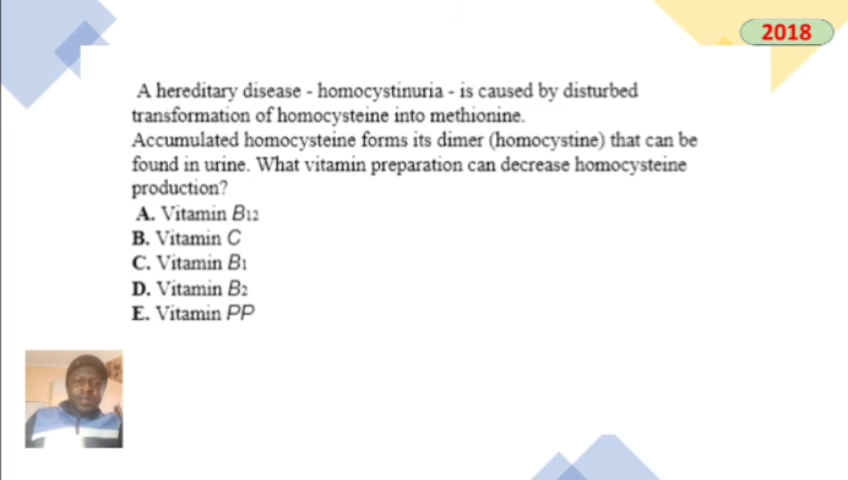 2018
A hereditary disease - homocystinuria - is caused by disturbed
transformation of homocysteine into methionine.
Accumulated homocysteine forms its dimer (homocystine) that can be
found in urine. What vitamin preparation can decrease homocysteine
production?
A. Vitamin B12
B. Vitamin C
C. Vitamin B1
D. Vitamin B2
E. Vitamin PP